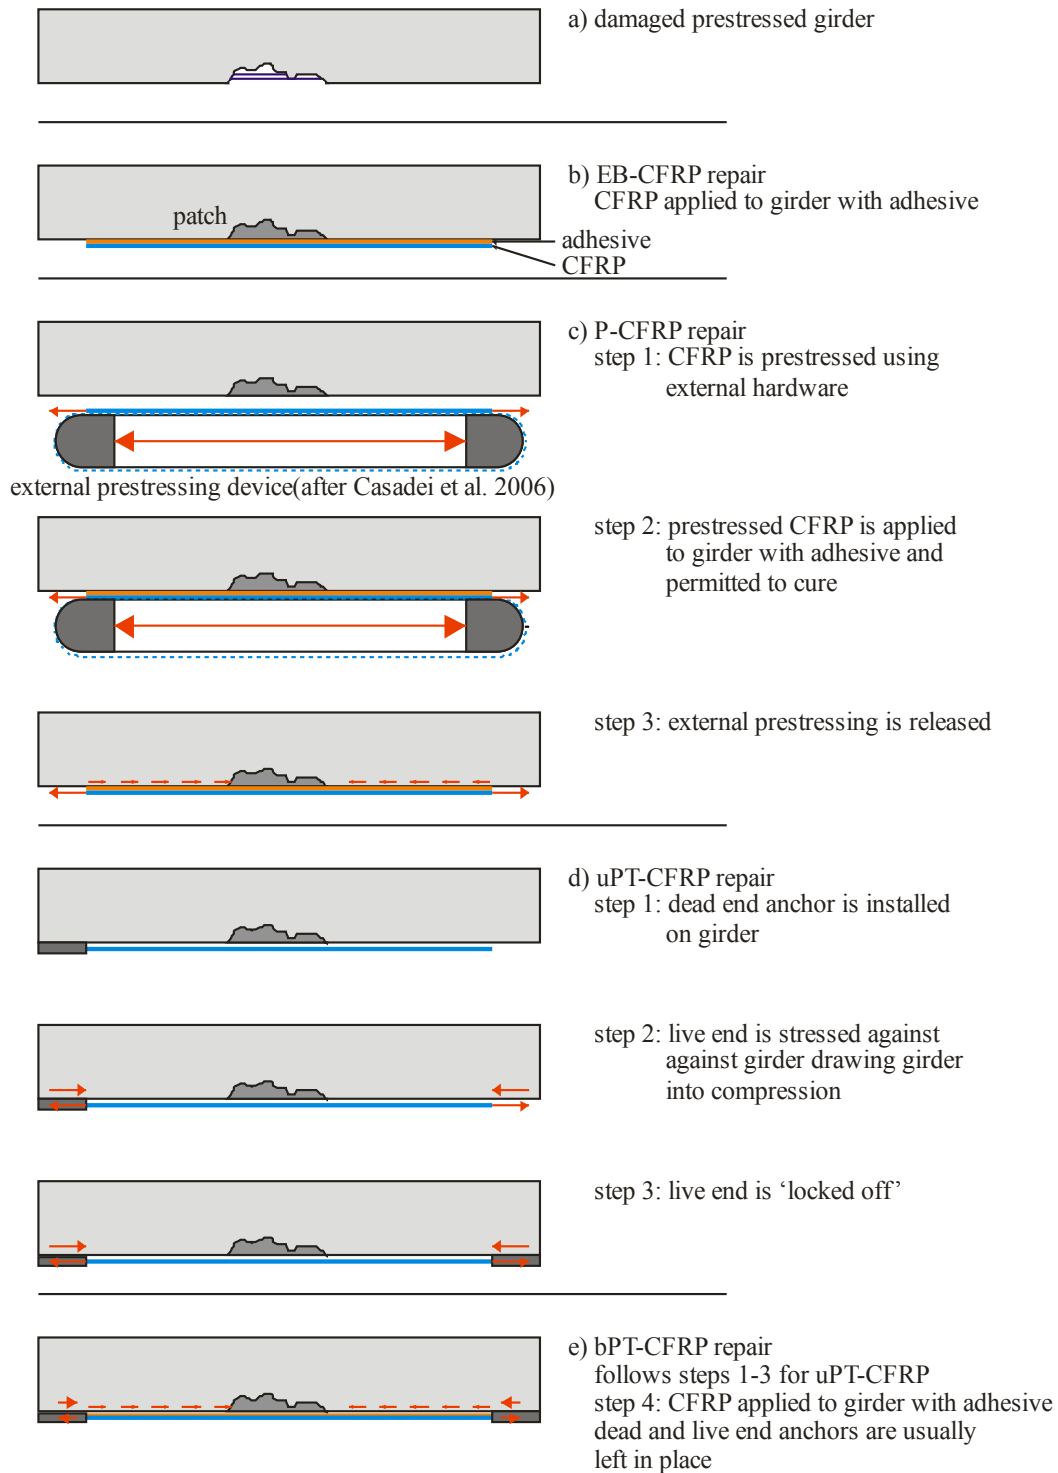 a) damaged prestressed girder
b) EB-CFRP repair
CFRP applied to girder with adhesive
patch
adhesive
CFRP
c) P-CFRP repair
step 1: CFRP is prestressed using
external hardware
external prestressing device(after Casadei et al. 2006)
step 2: prestressed CFRP is applied
to girder with adhesive and
permitted to cure
step 3: external prestressing is released
d) uPT-CFRP repair
step 1: dead end anchor is installed
on girder
step 2: live end is stressed against
against girder drawing girder
into compression
step 3: live end is ‘locked off’
e) bPT-CFRP repair
follows steps 1-3 for uPT-CFRP
step 4: CFRP applied to girder with adhesive
dead and live end anchors are usually
left in place